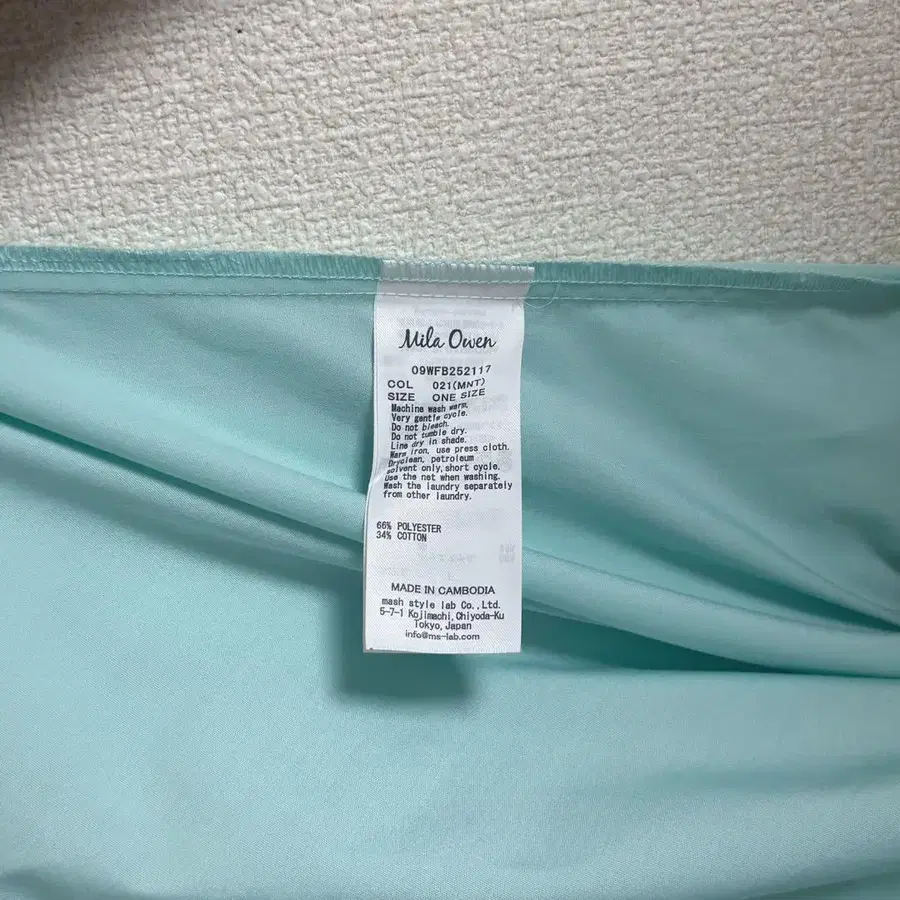 Mila Owen
09WFB252117
COL 021(MNT)
SIZE ONE SIZE
Machine wash warm,
Very gentle cycle.
Do not bleach.
Do not tumble dry.
Line dry in shade.
Warm iron, use press cloth.
Dryclean, petroleum
solvent only, short cycle.
Use the net when washing.
Wash the laundry separately
from other laundry.
66% POLYESTER
34% COTTON
MADE IN CAMBODIA
mash style lab Co., Ltd.
5-7-1 Kojimachi, Chiyoda-Ku
Tokyo, Japan
info@ms-lab.com